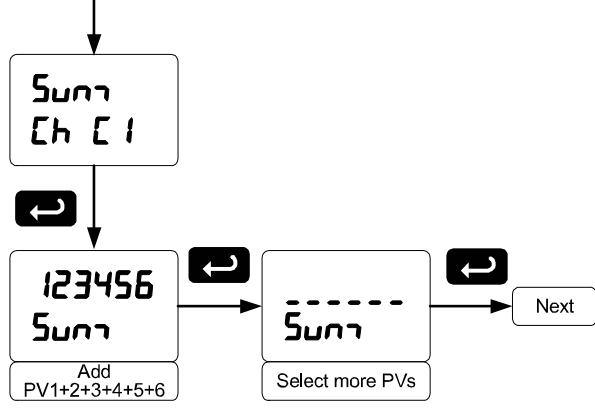 Sum
Ch C1
123456
Sum
Add
PV1+2+3+4+5+6
------
Sum
Select more PVs
Next